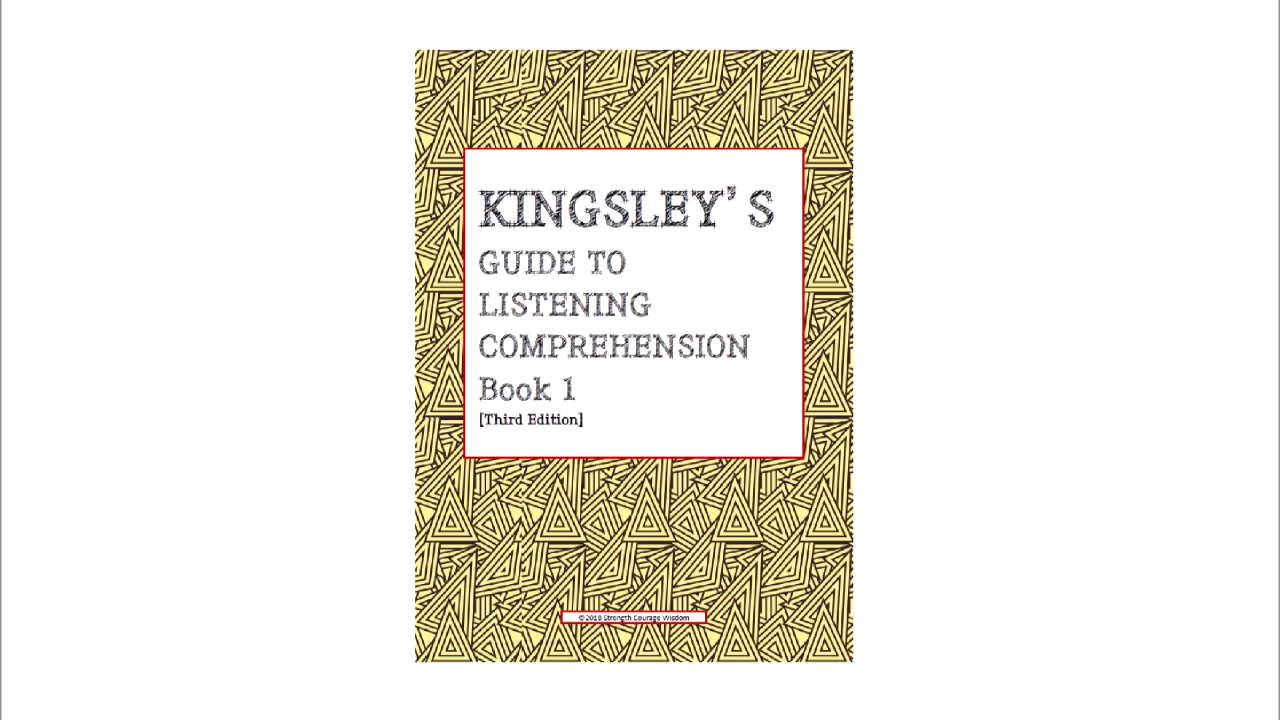 KINGSLEY'S
GUIDE TO
LISTENING
COMPREHENSION
Book 1
[Third Edition]
©2018 Strength Courage Wisdom